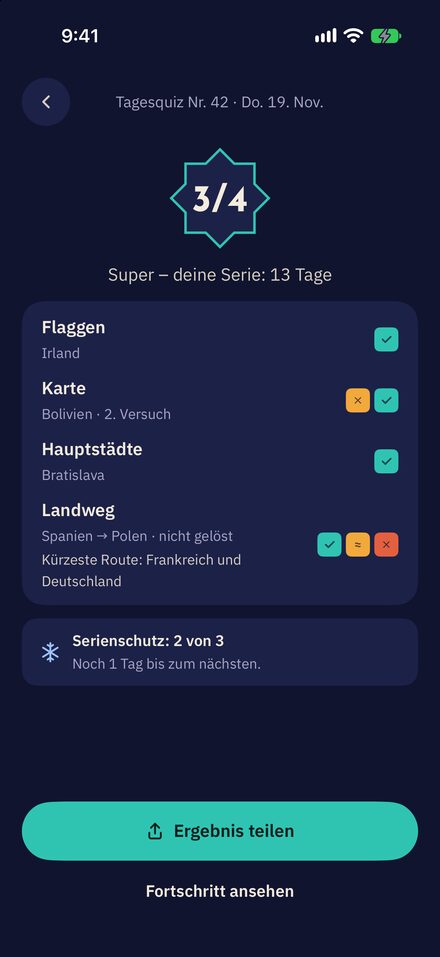 9:41
Tagesquiz Nr. 42 · Do. 19. Nov.
3/4
Super – deine Serie: 13 Tage
Flaggen
Irland
Karte
Bolivien · 2. Versuch
Hauptstädte
Bratislava
Landweg
Spanien → Polen · nicht gelöst
Kürzeste Route: Frankreich und
Deutschland
Serienschutz: 2 von 3
Noch 1 Tag bis zum nächsten.
Ergebnis teilen
Fortschritt ansehen